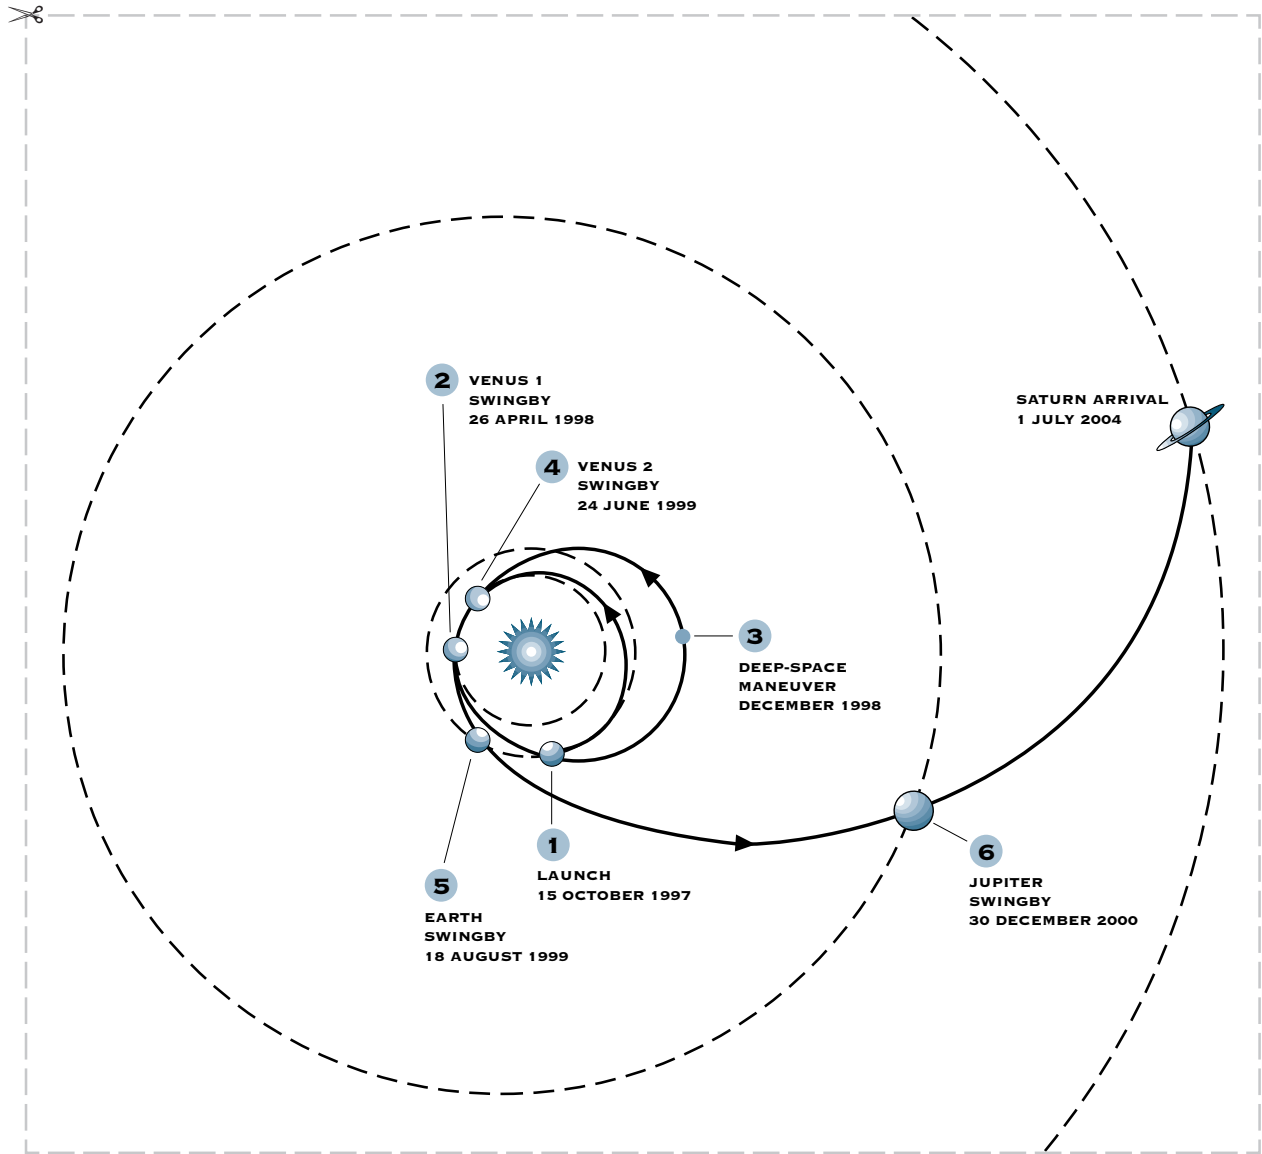 2
VENUS 1
SWINGBY
26 APRIL 1998
4
VENUS 2
SWINGBY
24 JUNE 1999
SATURN ARRIVAL
1 JULY 2004
3
DEEP-SPACE
MANEUVER
DECEMBER 1998
1
LAUNCH
15 OCTOBER 1997
5
EARTH
SWINGBY
18 AUGUST 1999
6
JUPITER
SWINGBY
30 DECEMBER 2000